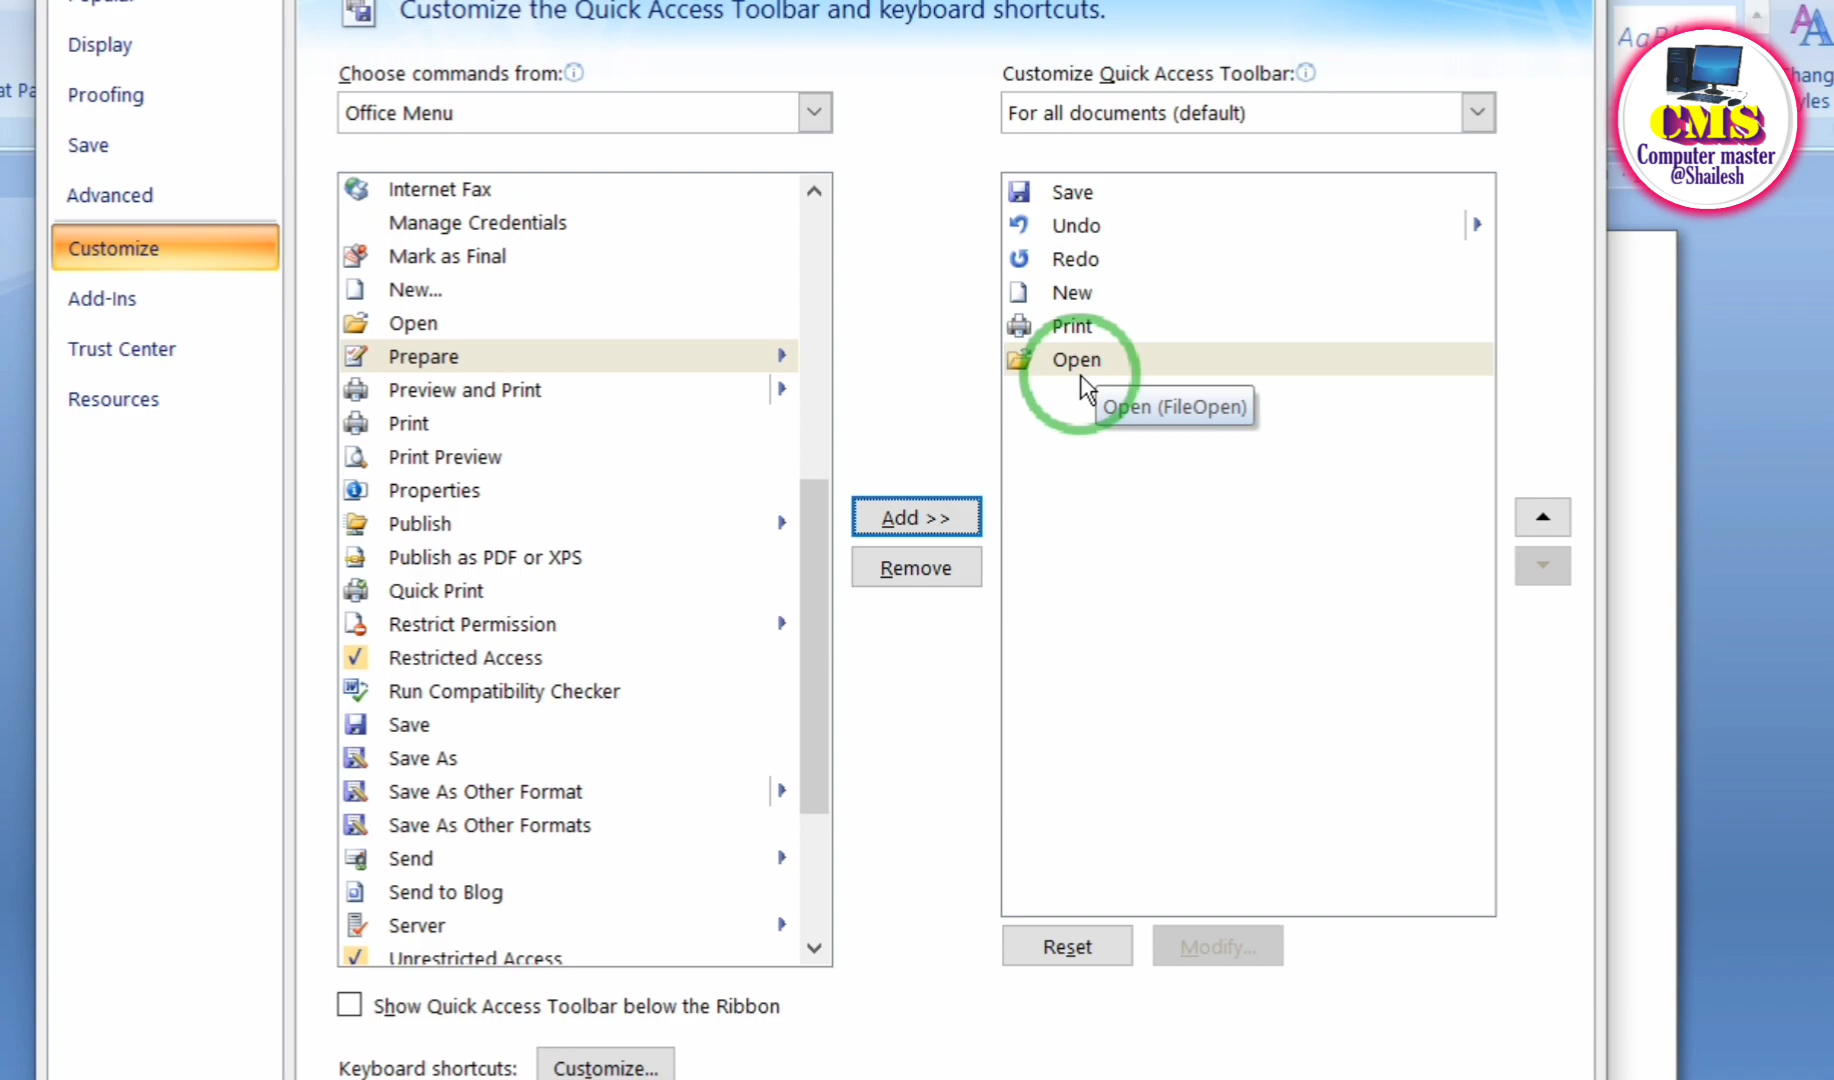 Customize the Quick Access Toolbar and keyboard shortcuts.
Display
Proofing
Save
Advanced
Customize
Add-Ins
Trust Center
Resources
Choose commands from:
Office Menu
Internet Fax
Manage Credentials
Mark as Final
New...
Open
Prepare
Preview and Print
Print
Print Preview
Properties
Publish
Publish as PDF or XPS
Quick Print
Restrict Permission
Restricted Access
Run Compatibility Checker
Save
Save As
Save As Other Format
Save As Other Formats
Send
Send to Blog
Server
Unrestricted Access
Show Quick Access Toolbar below the Ribbon
Keyboard shortcuts: Customize...
Add >>
Remove
Customize Quick Access Toolbar:
For all documents (default)
Save
Undo
Redo
New
Print
Open
Open (FileOpen)
Reset
Modify...
CMS
Computer master
@Shailesh